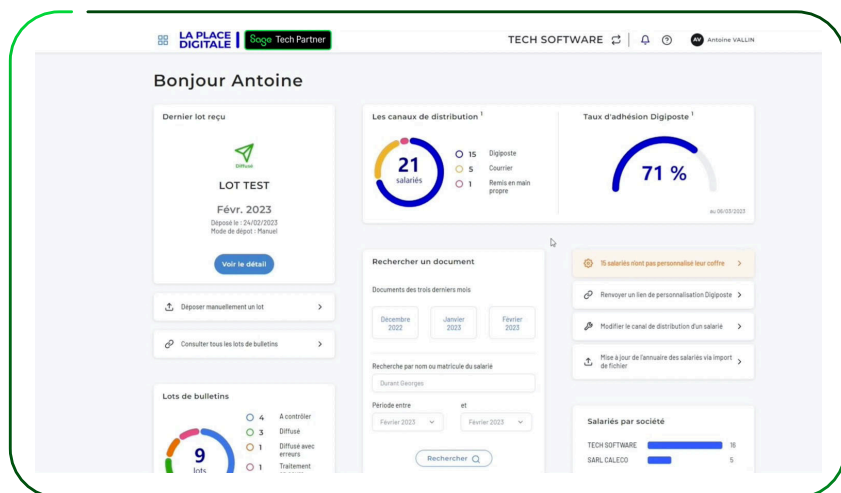 LA PLACE
DIGITALE
Sage Tech Partner
TECH SOFTWARE
AV
Antoine VALLIN
Bonjour Antoine
Dernier lot reçu
Diffusé
LOT TEST
Févr. 2023
Déposé le : 24/02/2023
Mode de dépot : Manuel
Voir le détail
Déposer manuellement un lot
Consulter tous les lots de bulletins
Lots de bulletins
9
lots
4 A contrôler
3 Diffusé
1 Diffusé avec
erreurs
1 Traitement
Les canaux de distribution 1
21
salariés
15 Digiposte
5 Courrier
1 Remis en main
propre
Taux d'adhésion Digiposte 1
71 %
au 09/03/2023
Rechercher un document
Documents des trois derniers mois
Décembre
2022
Janvier
2023
Février
2023
Recherche par nom ou matricule du salarié
Durant Georges
Période entre et
Février 2023
Février 2023
Rechercher
15 salariés n'ont pas personnalisé leur coffre
Renvoyer un lien de personnalisation Digiposte
Modifier le canal de distribution d'un salarié
Mise à jour de l'annuaire des salariés via import
de fichier
Salariés par société
TECH SOFTWARE 16
SARL CALECO 5